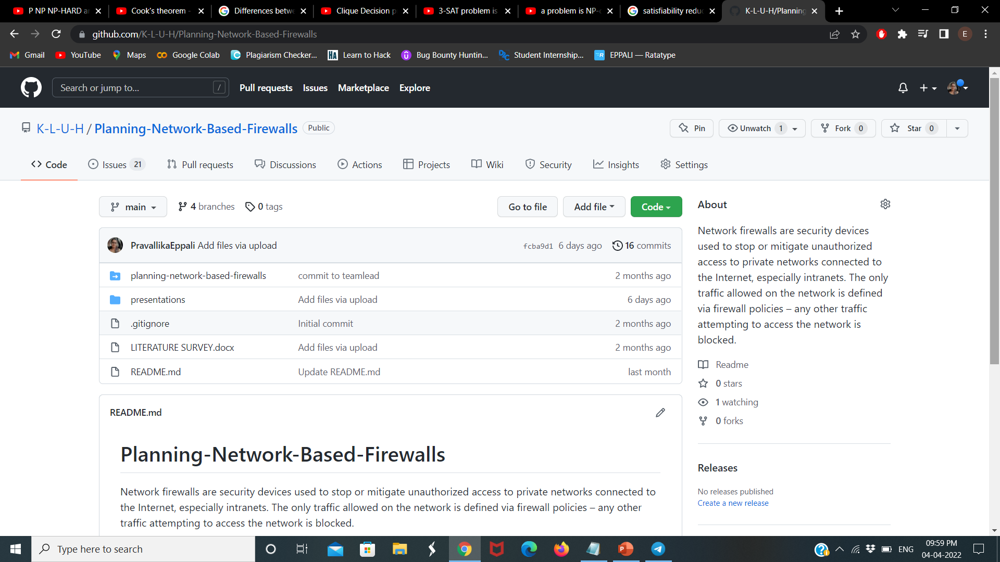 P NP NP-HARD a
Cook's theorem -
Differences betwe
Clique Decision p
3-SAT problem is
a problem is NP-c
satisfiability redu
K-L-U-H/Planning
github.com/K-L-U-H/Planning-Network-Based-Firewalls
E
Gmail
YouTube
Maps
Google Colab
Plagiarism Checker...
HA
Learn to Hack
Bug Bounty Huntin...
Student Internship...
EPPALI — Ratatype
Search or jump to...
/
Pull requests
Issues
Marketplace
Explore
K-L-U-H / Planning-Network-Based-Firewalls
Public
Pin
Unwatch 1
Fork 0
Star 0
Code
Issues 21
Pull requests
Discussions
Actions
Projects
Wiki
Security
Insights
Settings
main
4 branches
0 tags
Go to file
Add file
Code
PravallikaEppali Add files via upload
fcba9d1 6 days ago
16 commits
planning-network-based-firewalls commit to teamlead 2 months ago
presentations Add files via upload 6 days ago
.gitignore Initial commit 2 months ago
LITERATURE SURVEY.docx Add files via upload 2 months ago
README.md Update README.md last month
README.md
Planning-Network-Based-Firewalls
Network firewalls are security devices used to stop or mitigate unauthorized access to private networks connected to
the Internet, especially intranets. The only traffic allowed on the network is defined via firewall policies – any other
traffic attempting to access the network is blocked.
About
Network firewalls are security devices
used to stop or mitigate unauthorized
access to private networks connected to
the Internet, especially intranets. The only
traffic allowed on the network is defined
via firewall policies – any other traffic
attempting to access the network is
blocked.
Readme
0 stars
1 watching
0 forks
Releases
No releases published
Create a new release
Type here to search
ENG
09:59 PM
04-04-2022